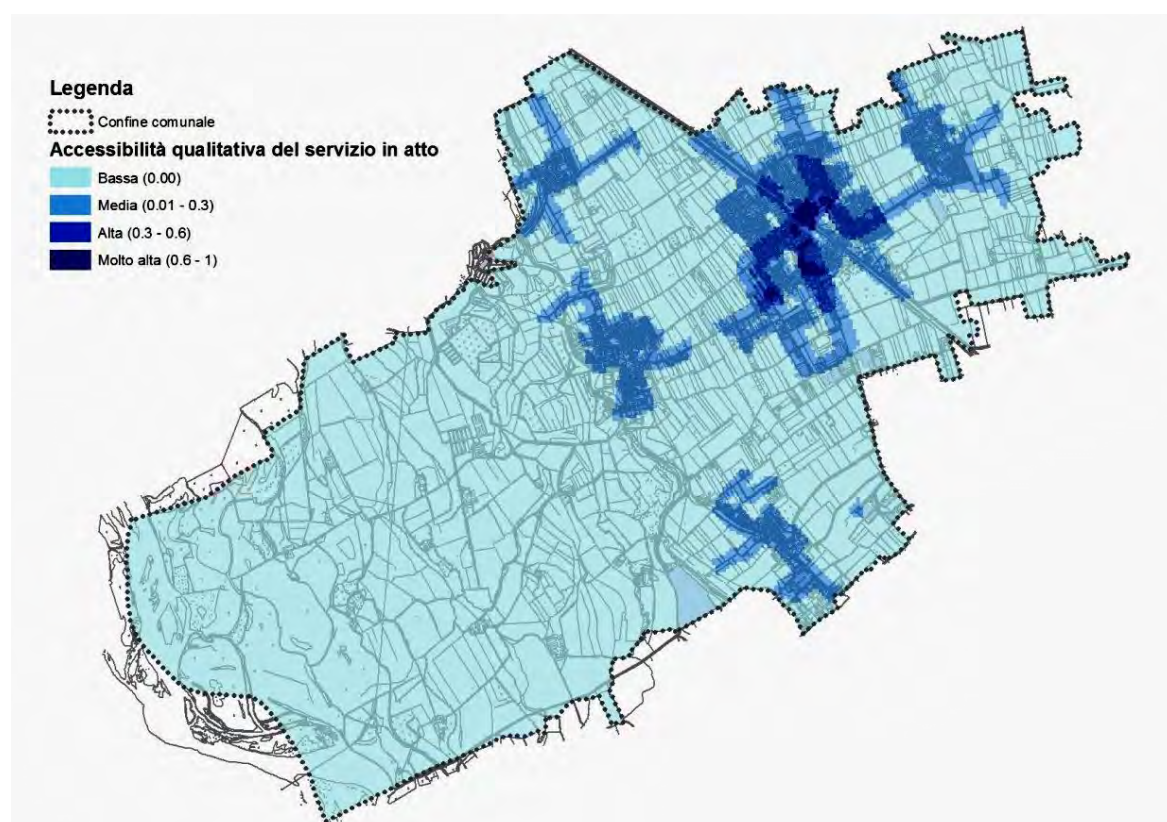 Legenda
Confine comunale
Accessibilità qualitativa del servizio in atto
Bassa (0.00)
Media (0.01 - 0.3)
Alta (0.3 - 0.6)
Molto alta (0.6 - 1)